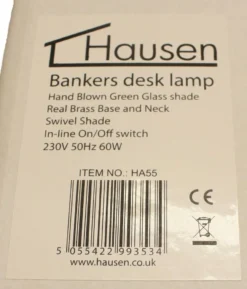 Hausen
Bankers desk lamp
Hand Blown Green Glass shade
Real Brass Base and Neck
Swivel Shade
In-line On/Off switch
230V 50Hz 60W
ITEM NO.: HA55
CE
5 055422 993534
www.hausen.co.uk